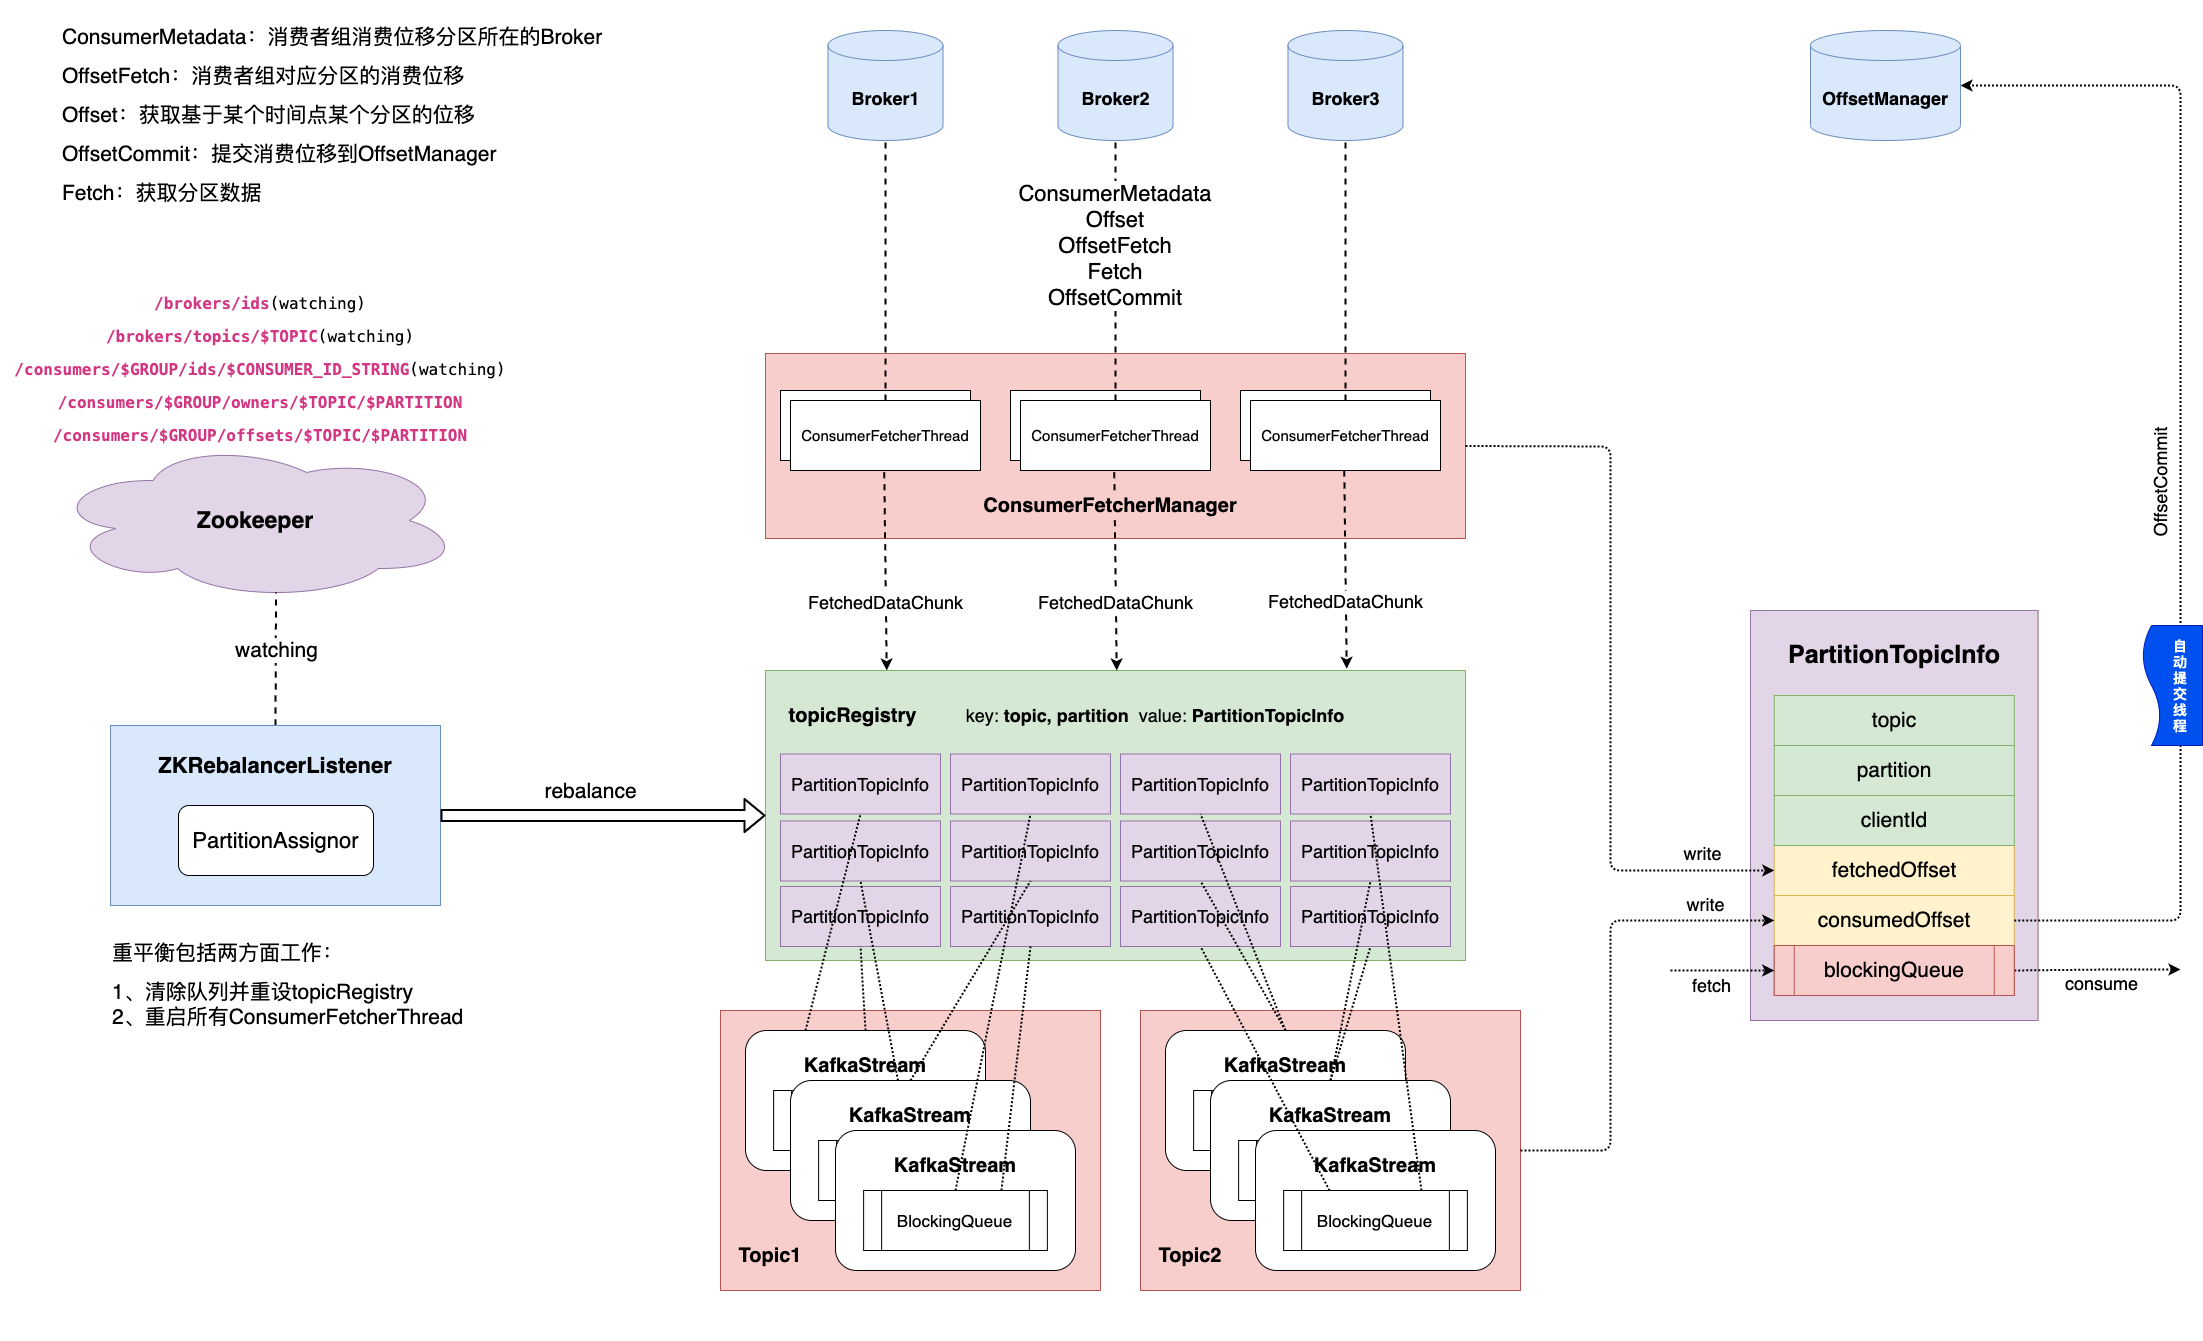 ConsumerMetadata：消费者组消费位移分区所在的Broker
OffsetFetch：消费者组对应分区的消费位移
Offset：获取基于某个时间点某个分区的位移
OffsetCommit：提交消费位移到OffsetManager
Fetch：获取分区数据
Broker1
Broker2
Broker3
OffsetManager
ConsumerMetadata
Offset
OffsetFetch
Fetch
OffsetCommit
/brokers/ids(watching)
/brokers/topics/$TOPIC(watching)
/consumers/$GROUP/ids/$CONSUMER_ID_STRING(watching)
/consumers/$GROUP/owners/$TOPIC/$PARTITION
/consumers/$GROUP/offsets/$TOPIC/$PARTITION
Zookeeper
watching
ZKRebalancerListener
PartitionAssignor
rebalance
重平衡包括两方面工作：
1、清除队列并重设topicRegistry
2、重启所有ConsumerFetcherThread
ConsumerFetcherThread
ConsumerFetcherThread
ConsumerFetcherThread
ConsumerFetcherManager
FetchedDataChunk
FetchedDataChunk
FetchedDataChunk
topicRegistry
key: topic, partition value: PartitionTopicInfo
PartitionTopicInfo
PartitionTopicInfo
PartitionTopicInfo
PartitionTopicInfo
PartitionTopicInfo
PartitionTopicInfo
PartitionTopicInfo
PartitionTopicInfo
PartitionTopicInfo
PartitionTopicInfo
PartitionTopicInfo
PartitionTopicInfo
KafkaStream
KafkaStream
KafkaStream
BlockingQueue
Topic1
KafkaStream
KafkaStream
KafkaStream
BlockingQueue
Topic2
OffsetCommit
自动提交线程
PartitionTopicInfo
topic
partition
clientId
write
fetchedOffset
write
consumedOffset
fetch
blockingQueue
consume